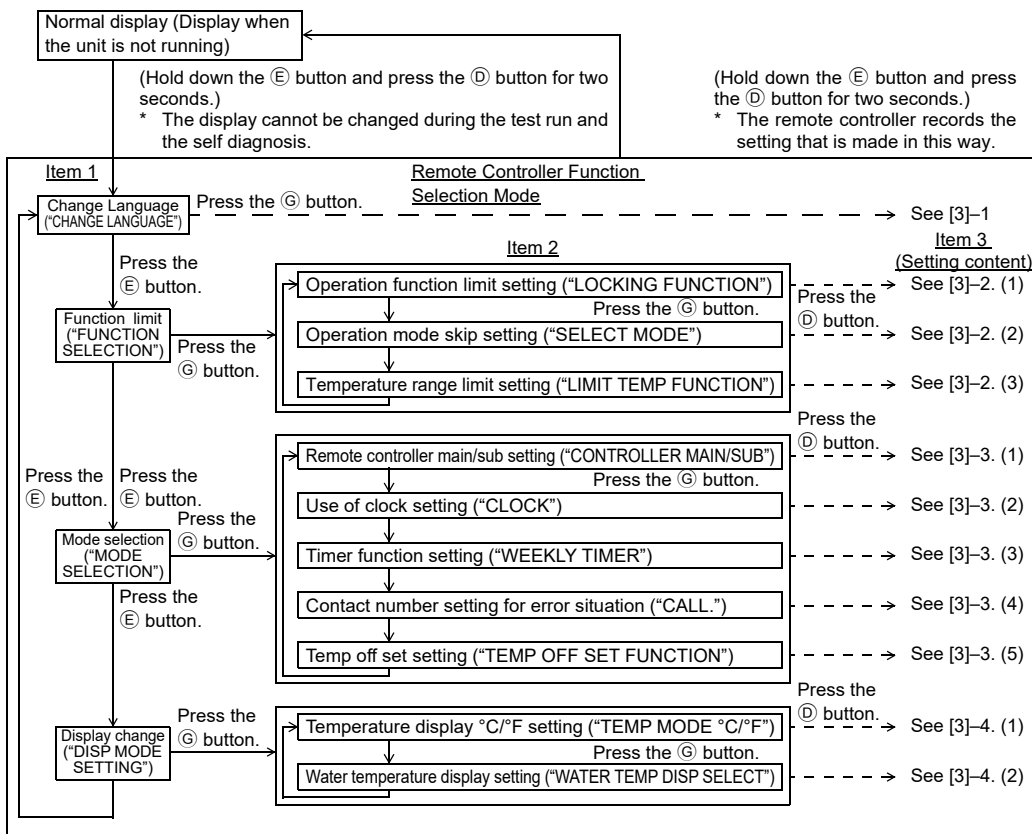 Normal display (Display when
the unit is not running)
(Hold down the Ⓔ button and press the Ⓓ button for two
seconds.)
* The display cannot be changed during the test run and
the self diagnosis.
(Hold down the Ⓔ button and press
the Ⓓ button for two seconds.)
* The remote controller records the
setting that is made in this way.
Item 1
Remote Controller Function
Selection Mode
Change Language
("CHANGE LANGUAGE")
Press the Ⓖ button.
See [3]–1
Item 2
Item 3
(Setting content)
Press the
Ⓔ button.
Function limit
("FUNCTION
SELECTION")
Press the
Ⓖ button.
Operation function limit setting ("LOCKING FUNCTION")
Press the Ⓖ button.
Operation mode skip setting ("SELECT MODE")
Temperature range limit setting ("LIMIT TEMP FUNCTION")
Press the
Ⓓ button.
See [3]–2. (1)
See [3]–2. (2)
See [3]–2. (3)
Press the
Ⓔ button.
Press the
Ⓔ button.
Mode selection
("MODE
SELECTION")
Press the
Ⓖ button.
Remote controller main/sub setting ("CONTROLLER MAIN/SUB")
Press the Ⓖ button.
Use of clock setting ("CLOCK")
Timer function setting ("WEEKLY TIMER")
Contact number setting for error situation ("CALL.")
Temp off set setting ("TEMP OFF SET FUNCTION")
Press the
Ⓓ button.
See [3]–3. (1)
See [3]–3. (2)
See [3]–3. (3)
See [3]–3. (4)
See [3]–3. (5)
Press the
Ⓔ button.
Display change
("DISP MODE
SETTING")
Press the
Ⓖ button.
Temperature display °C/°F setting ("TEMP MODE °C/°F")
Press the Ⓖ button.
Water temperature display setting ("WATER TEMP DISP SELECT")
Press the
Ⓓ button.
See [3]–4. (1)
See [3]–4. (2)